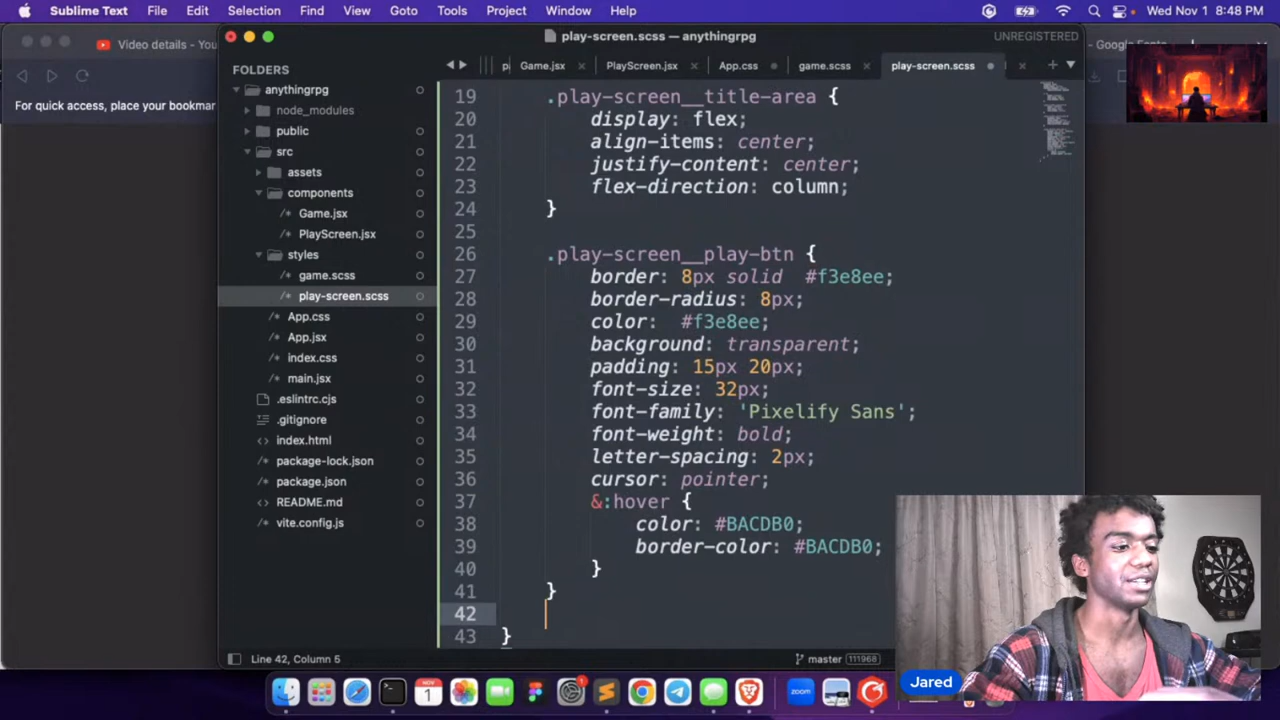 Sublime Text File Edit Selection Find View Goto Tools Project Window Help Wed Nov 1 8:48 PM
play-screen.scss — anythingrpg UNREGISTERED
Video details - You
- Google Fonts
For quick access, place your bookmar
FOLDERS
anythingrpg
node_modules
public
src
assets
components
Game.jsx
PlayScreen.jsx
styles
game.scss
play-screen.scss
App.css
App.jsx
index.css
main.jsx
.eslintrc.cjs
.gitignore
index.html
package-lock.json
package.json
README.md
vite.config.js
Game.jsx PlayScreen.jsx App.css game.scss play-screen.scss
19 .play-screen__title-area {
20 display: flex;
21 align-items: center;
22 justify-content: center;
23 flex-direction: column;
24 }
25
26 .play-screen__play-btn {
27 border: 8px solid #f3e8ee;
28 border-radius: 8px;
29 color: #f3e8ee;
30 background: transparent;
31 padding: 15px 20px;
32 font-size: 32px;
33 font-family: 'Pixelify Sans';
34 font-weight: bold;
35 letter-spacing: 2px;
36 cursor: pointer;
37 &:hover {
38 color: #BACDB0;
39 border-color: #BACDB0;
40 }
41 }
42
43 }
Line 42, Column 5 master 111968
Jared
NOV
1
1
zoom